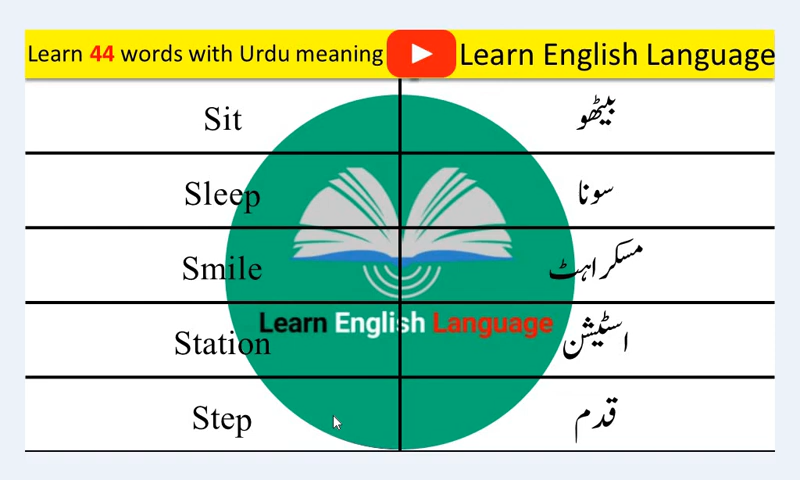 Learn 44 words with Urdu meaning Learn English Language
Sit بیٹھو
Sleep سونا
Smile مسکراہٹ
Learn English Language
Station اسٹیشن
Step قدم